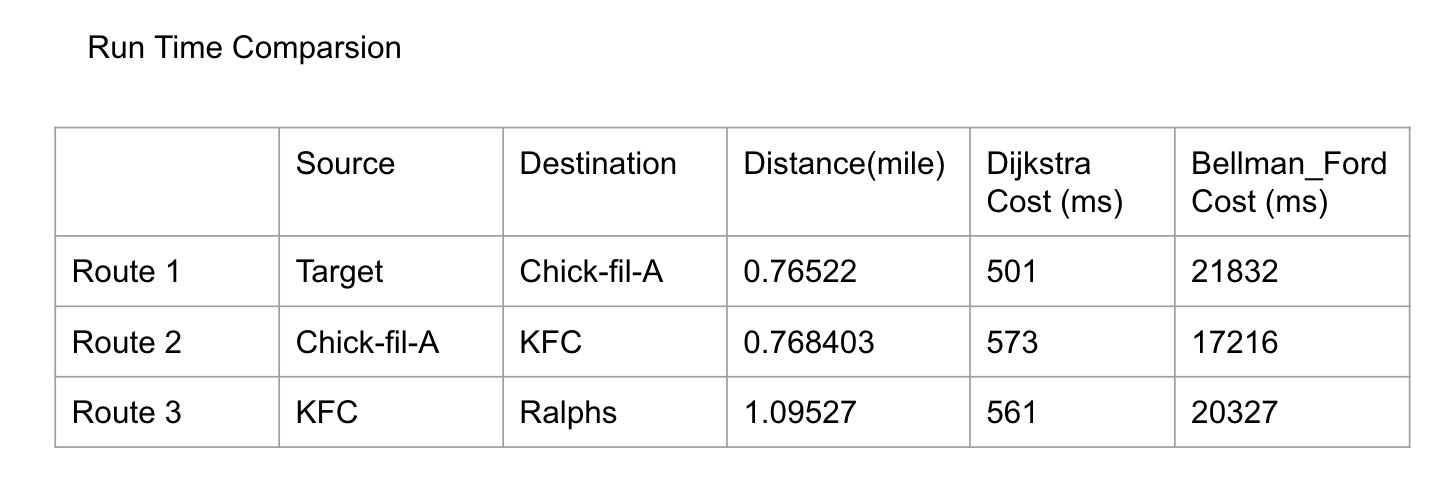 Run Time Comparsion
Source Destination Distance(mile) Dijkstra Cost (ms) Bellman_Ford Cost (ms)
Route 1 Target Chick-fil-A 0.76522 501 21832
Route 2 Chick-fil-A KFC 0.768403 573 17216
Route 3 KFC Ralphs 1.09527 561 20327